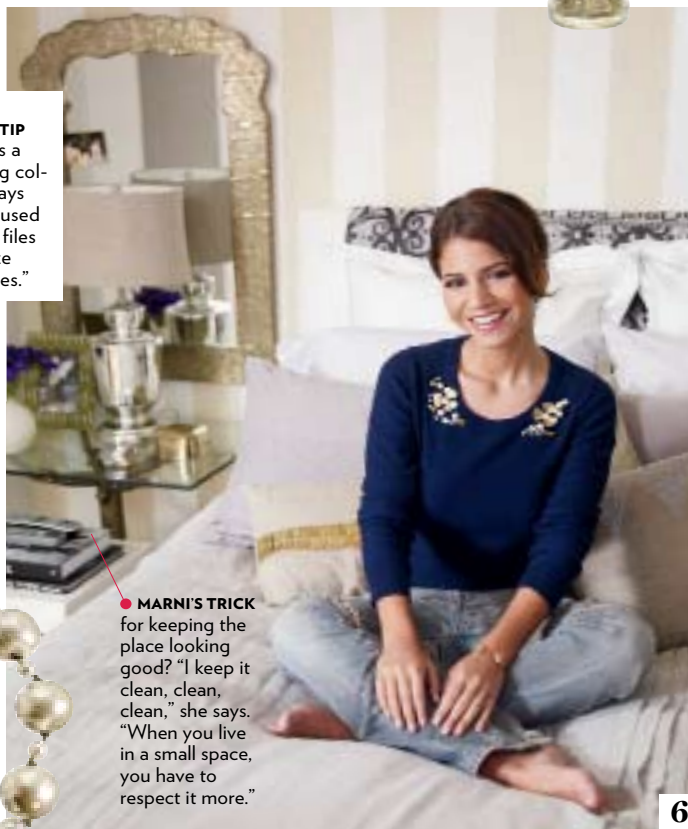 TIP
s a
g col-
ays
used
files
te
es.”
MARNI’S TRICK
for keeping the
place looking
good? “I keep it
clean, clean,
clean,” she says.
“When you live
in a small space,
you have to
respect it more.”
6